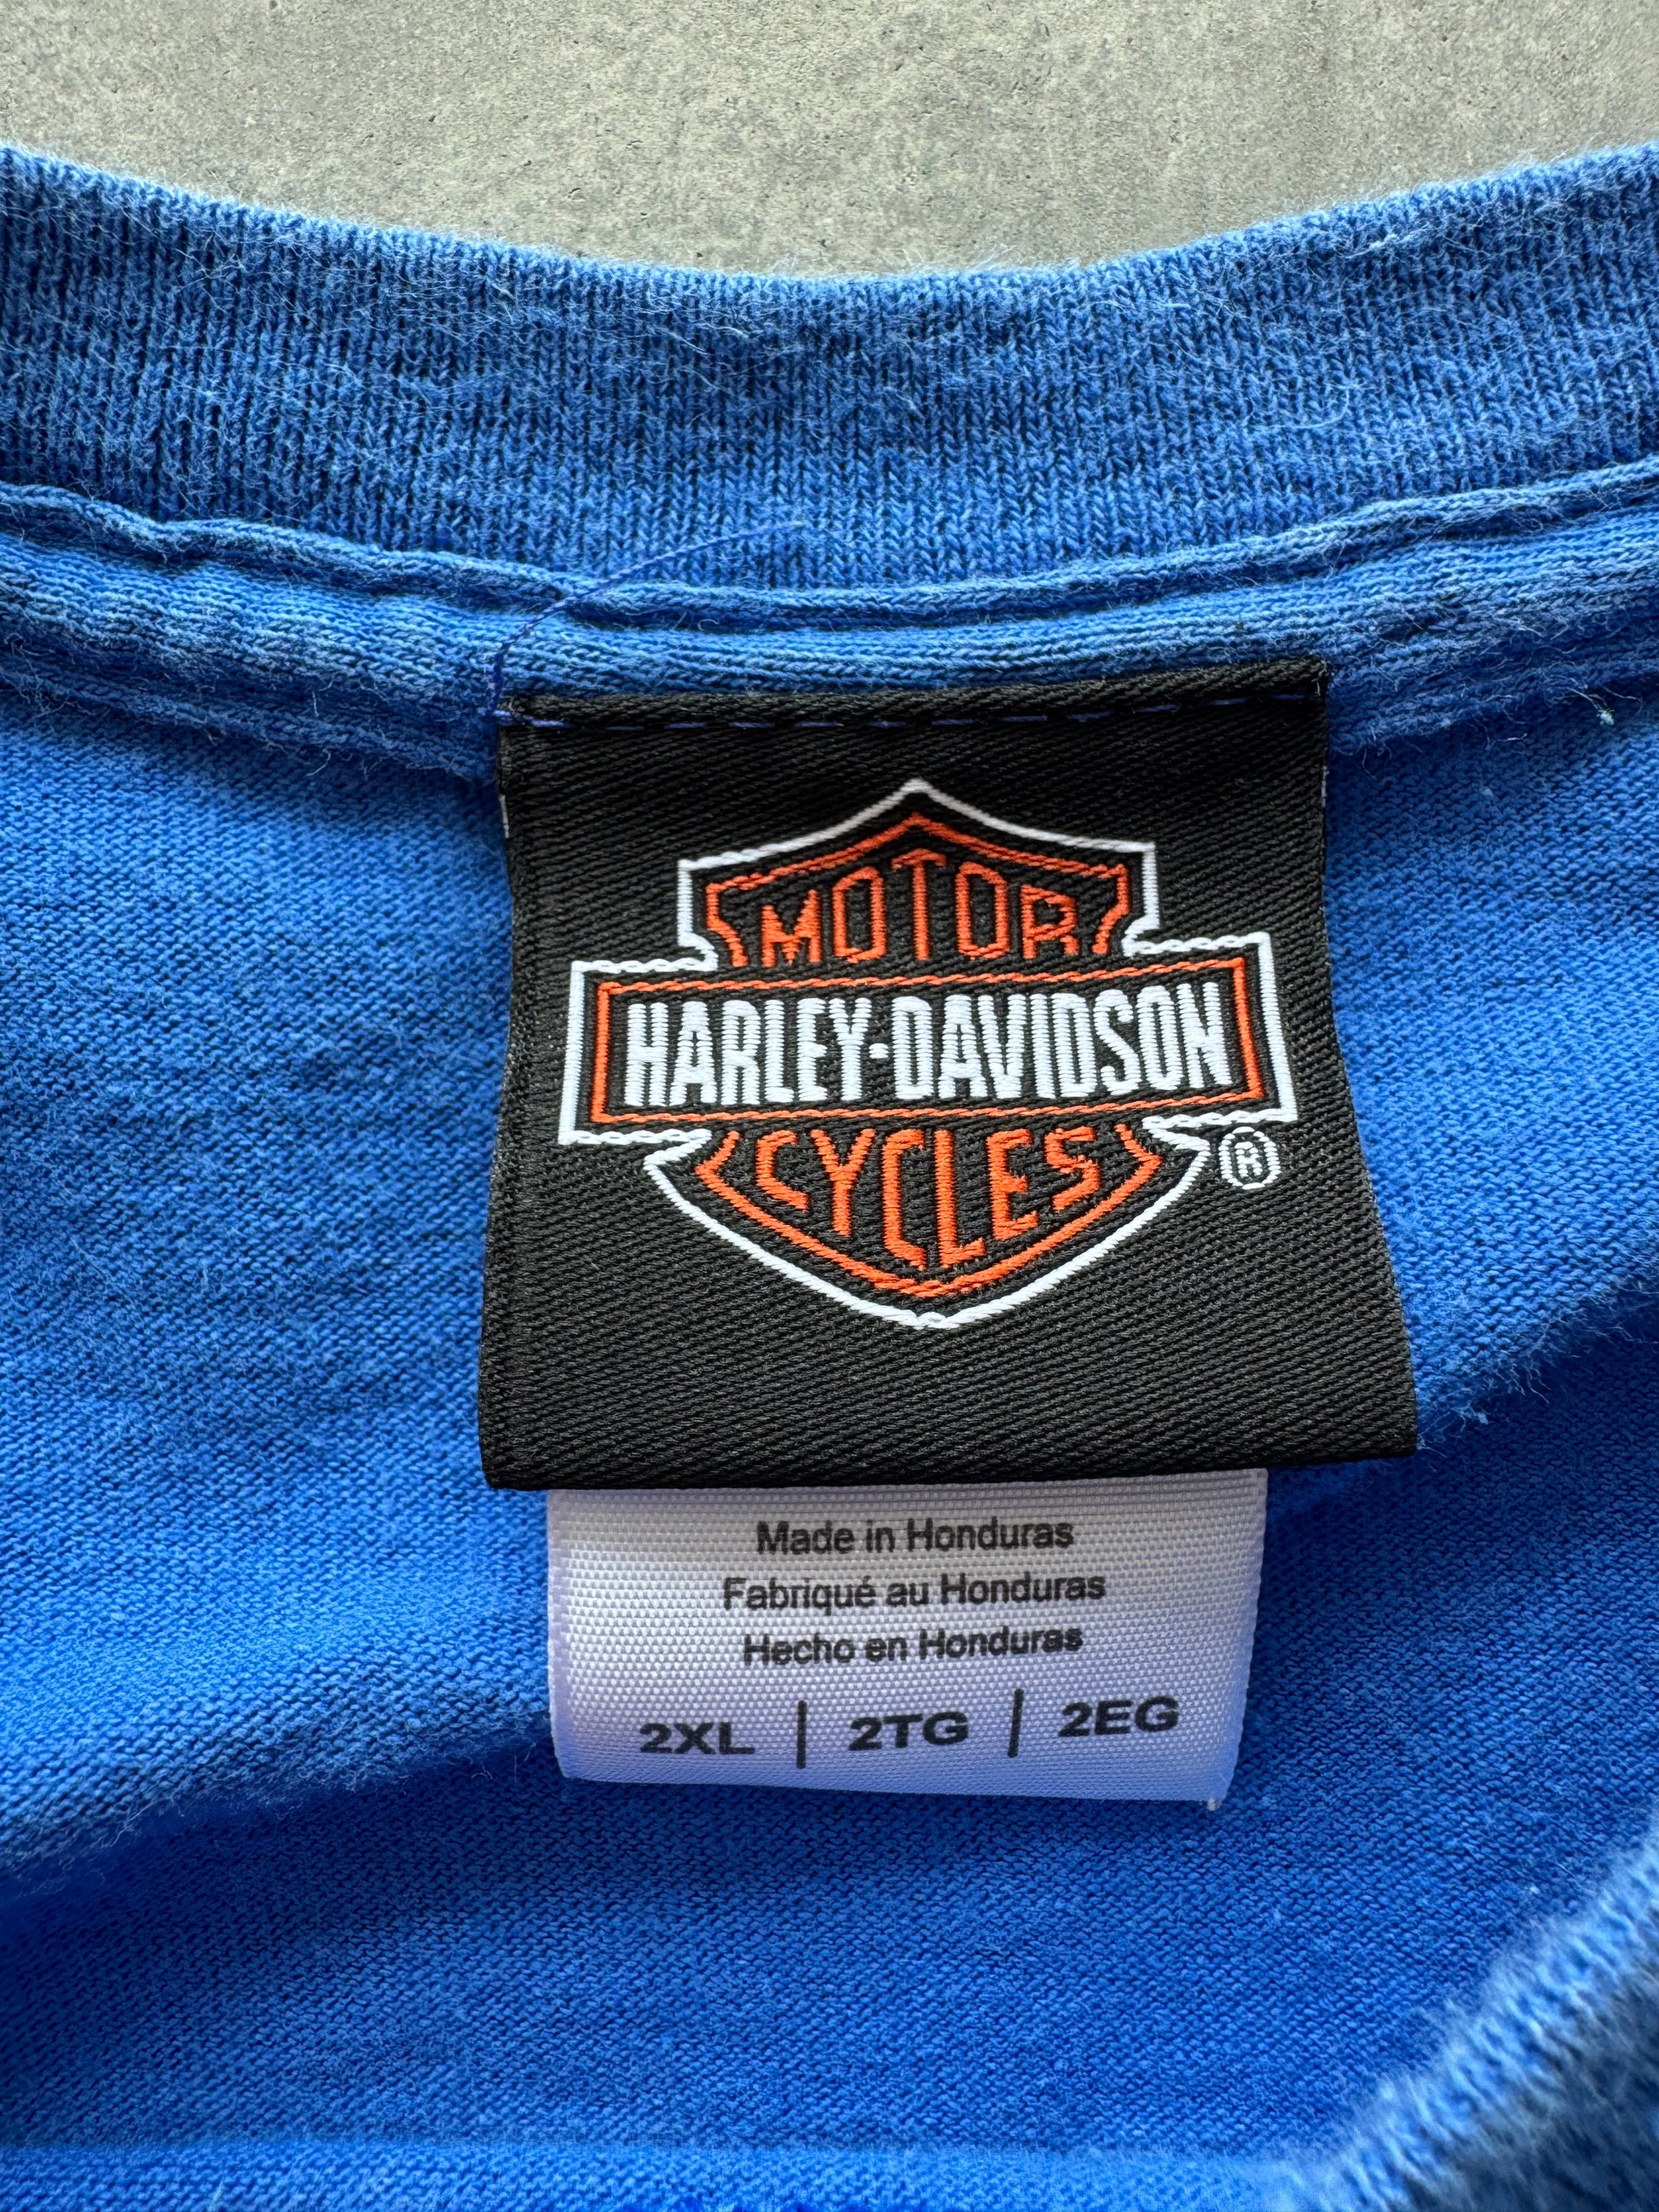 MOTOR
HARLEY-DAVIDSON
CYCLES ®
Made in Honduras
Fabriqué au Honduras
Hecho en Honduras
2XL | 2TG | 2EG